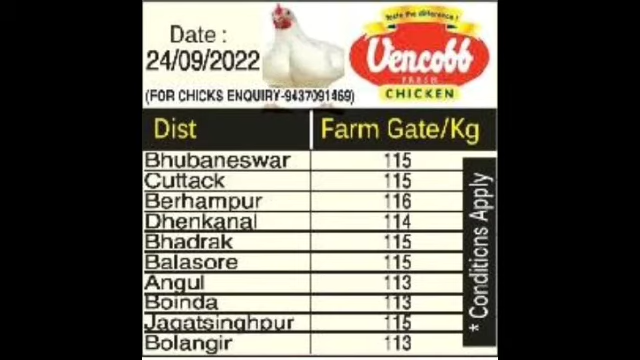 Date :
24/09/2022
(FOR CHICKS ENQUIRY-9437091469)
Taste the difference !
Vencobb
FRESH
CHICKEN
Dist Farm Gate/Kg
Bhubaneswar 115
Cuttack 115
Berhampur 116
Dhenkanal 114
Bhadrak 115
Balasore 115
Angul 113
Boinda 113
Jagatsinghpur 115
Bolangir 113
* Conditions Apply